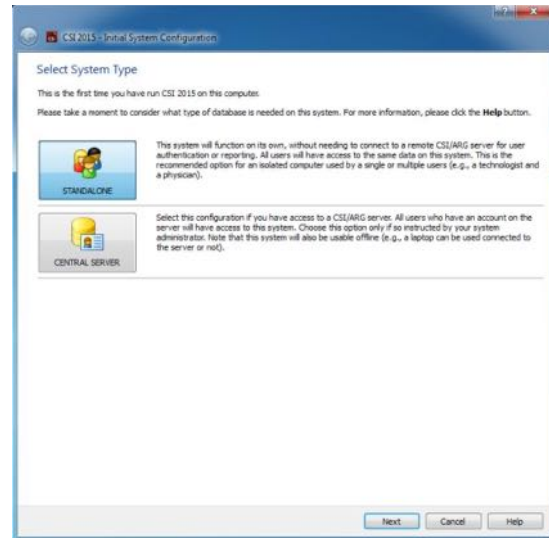 CSI 2015 - Initial System Configuration
Select System Type
This is the first time you have run CSI 2015 on this computer.
Please take a moment to consider what type of database is needed on this system. For more information, please click the Help button.
STANDALONE
This system will function on its own, without needing to connect to a remote CSI/ARG server for user
authentication or reporting. All users will have access to the same data on this system. This is the
recommended option for an isolated computer used by a single or multiple users (e.g., a technologist and
a physician).
CENTRAL SERVER
Select this configuration if you have access to a CSI/ARG server. All users who have an account on the
server will have access to this system. Choose this option only if so instructed by your system
administrator. Note that this system will also be usable offline (e.g., a laptop can be used connected to
the server or not).
Next
Cancel
Help